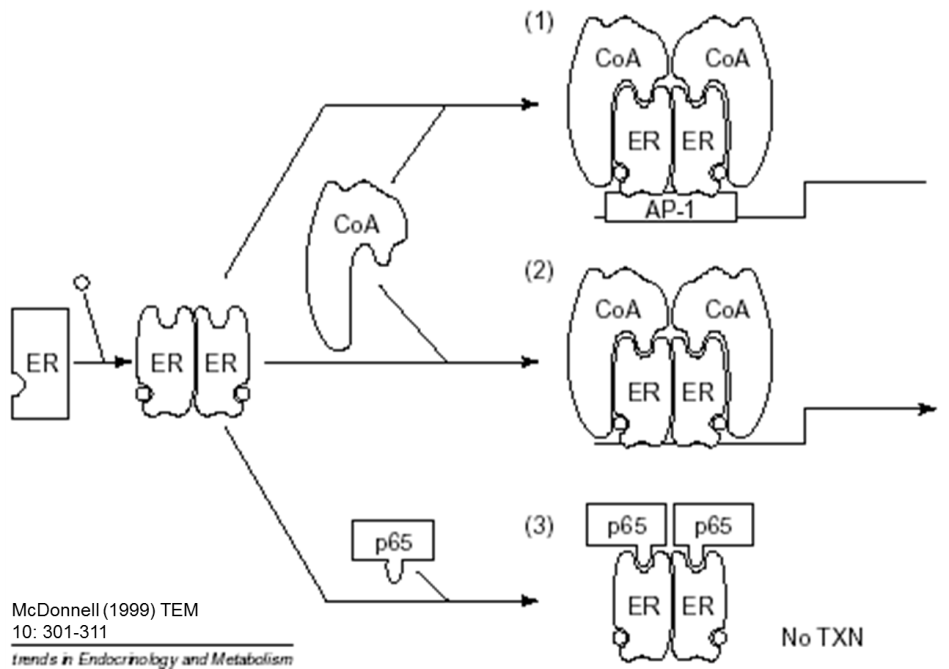 (1)
CoA CoA
ER ER
AP-1
CoA
(2)
CoA CoA
ER
ER ER
ER ER
(3)
p65 p65
p65
ER ER
No TXN
McDonnell (1999) TEM
10: 301-311
trends in Endocrinology and Metabolism